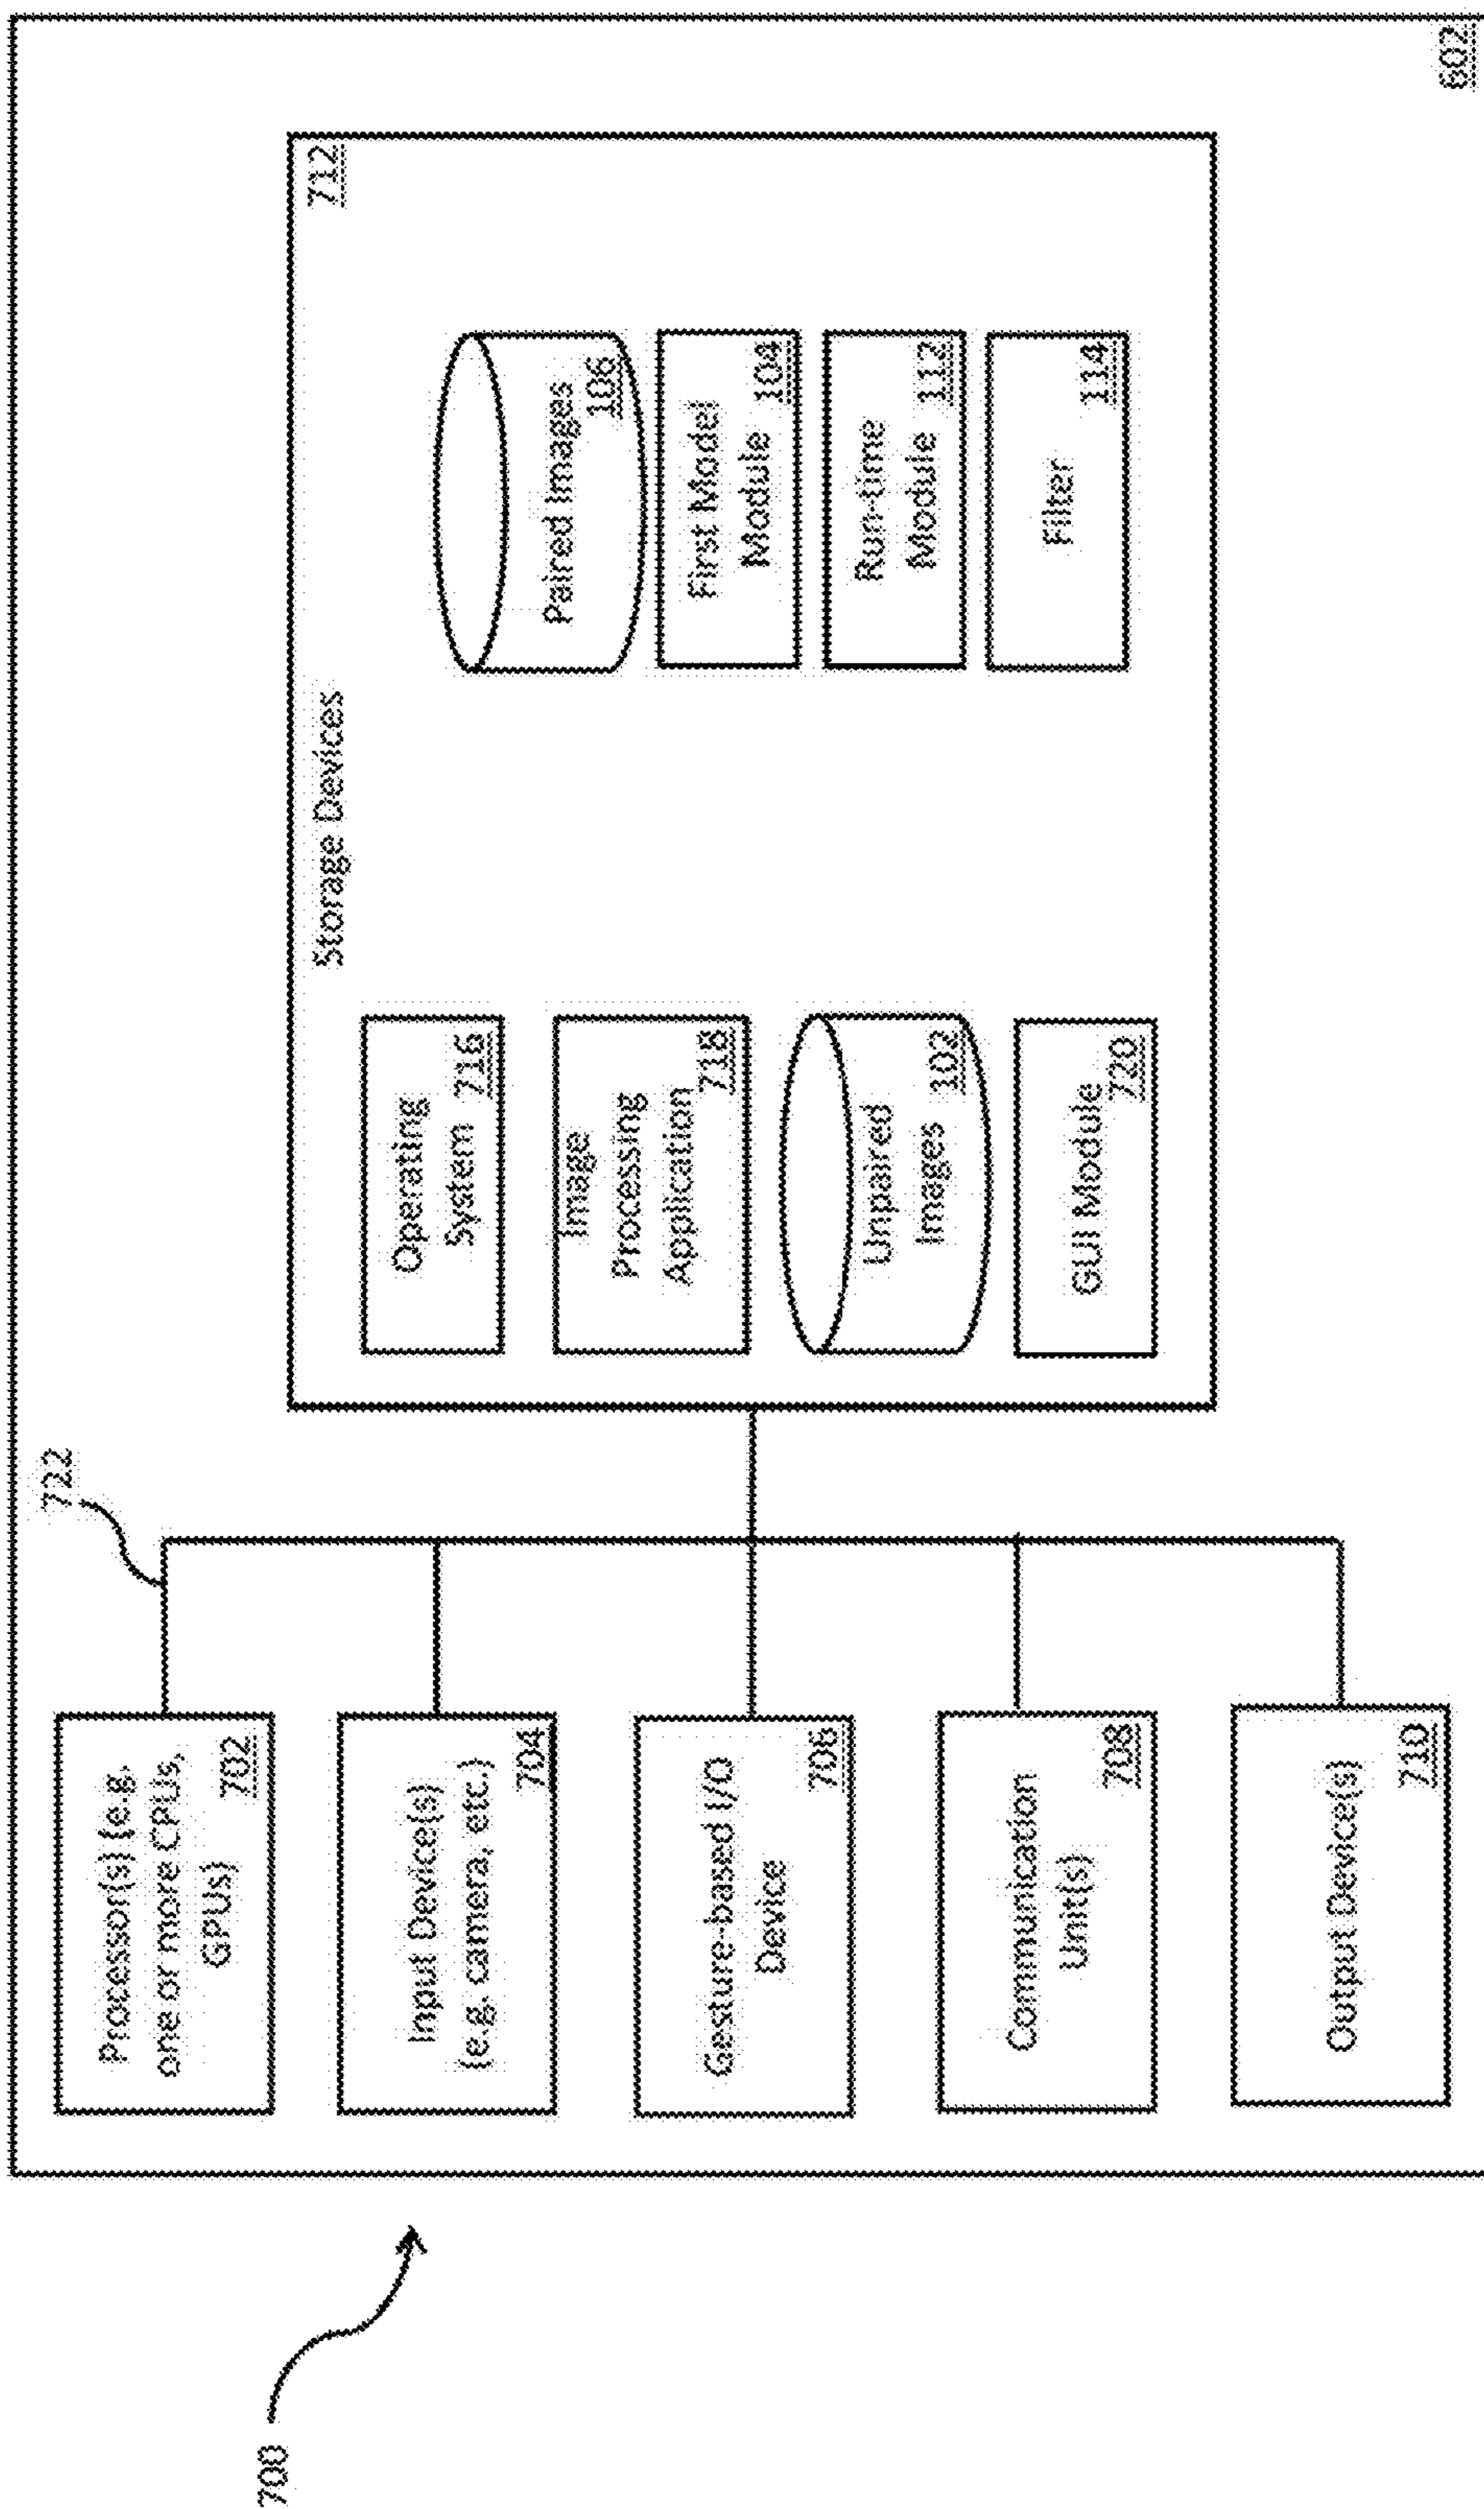 700
722
Processor(s) (e.g.
one or more CPUs,
GPUs)
702
Input Device(s)
(e.g. camera, etc.)
704
Gesture-based I/O
Device
706
Communication
Unit(s)
708
Output Device(s)
710
Storage Devices
712
Operating
System 716
Image
Processing
Application
718
Unpaired
Images 102
GUI Module
720
Paired Images
106
First Model
Module 104
Run-time
Module 112
Filter
114
602